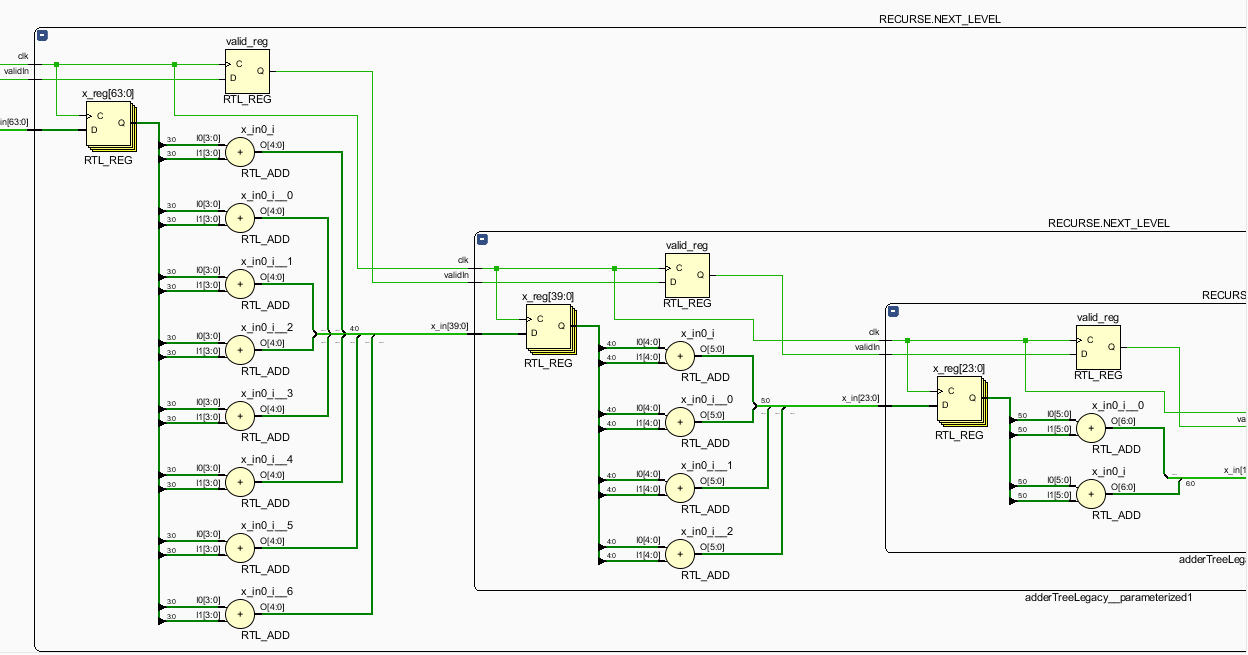 RECURSE.NEXT_LEVEL
clk
validIn
valid_reg
C
Q
D
RTL_REG
x_reg[63:0]
C
Q
D
RTL_REG
in[63:0]
x_in0_i
3:0 I0[3:0] O[4:0]
3:0 I1[3:0] +
RTL_ADD
x_in0_i__0
3:0 I0[3:0] O[4:0]
3:0 I1[3:0] +
RTL_ADD
x_in0_i__1
3:0 I0[3:0] O[4:0]
3:0 I1[3:0] +
RTL_ADD
x_in0_i__2
3:0 I0[3:0] O[4:0]
3:0 I1[3:0] +
RTL_ADD
x_in0_i__3
3:0 I0[3:0] O[4:0]
3:0 I1[3:0] +
RTL_ADD
x_in0_i__4
3:0 I0[3:0] O[4:0]
3:0 I1[3:0] +
RTL_ADD
x_in0_i__5
3:0 I0[3:0] O[4:0]
3:0 I1[3:0] +
RTL_ADD
x_in0_i__6
3:0 I0[3:0] O[4:0]
3:0 I1[3:0] +
RTL_ADD
... ... ... 4:0
... ... ... ...
RECURSE.NEXT_LEVEL
clk
validIn
valid_reg
C
Q
D
RTL_REG
x_in[39:0]
x_reg[39:0]
C
Q
D
RTL_REG
x_in0_i
4:0 I0[4:0] O[5:0]
4:0 I1[4:0] +
RTL_ADD
x_in0_i__0
4:0 I0[4:0] O[5:0]
4:0 I1[4:0] +
RTL_ADD
x_in0_i__1
4:0 I0[4:0] O[5:0]
4:0 I1[4:0] +
RTL_ADD
x_in0_i__2
4:0 I0[4:0] O[5:0]
4:0 I1[4:0] +
RTL_ADD
5:0
... ... ...
adderTreeLegacy__parameterized1
RECURS
clk
validIn
valid_reg
C
Q
D
RTL_REG
x_in[23:0]
x_reg[23:0]
C
Q
D
RTL_REG
x_in0_i__0
5:0 I0[5:0] O[6:0]
5:0 I1[5:0] +
RTL_ADD
x_in0_i
5:0 I0[5:0] O[6:0]
5:0 I1[5:0] +
RTL_ADD
va
... x_in[1
6:0
adderTreeLega